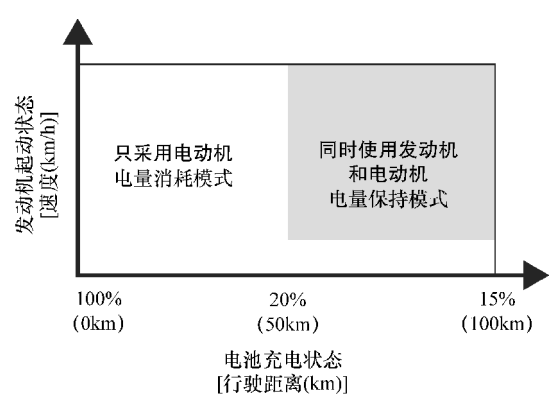 发动机起动状态
[速度(km/h)]
只采用电动机
电量消耗模式
同时使用发动机
和电动机
电量保持模式
100%
(0km)
20%
(50km)
15%
(100km)
电池充电状态
[行驶距离(km)]